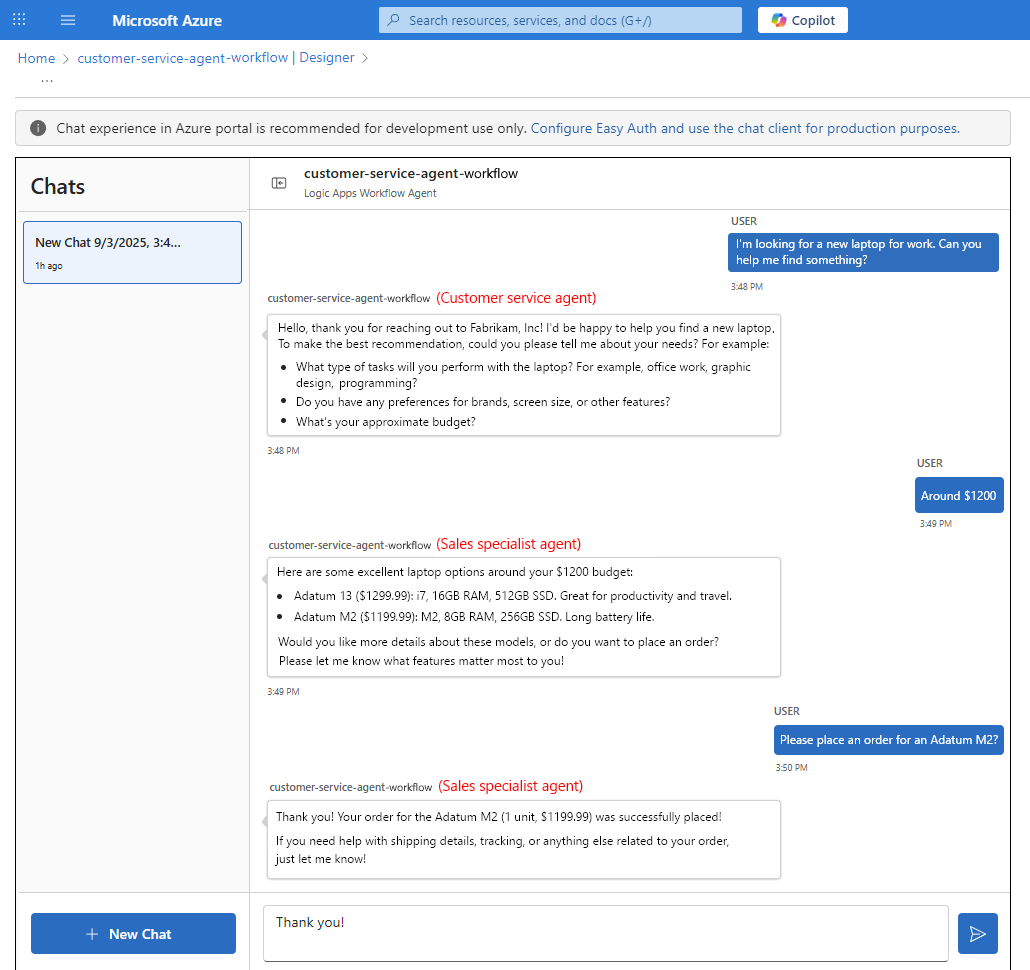 Microsoft Azure
Search resources, services, and docs (G+/)
Copilot
Home > customer-service-agent-workflow | Designer >
...
Chat experience in Azure portal is recommended for development use only. Configure Easy Auth and use the chat client for production purposes.
Chats
New Chat 9/3/2025, 3:4...
1h ago
customer-service-agent-workflow
Logic Apps Workflow Agent
USER
I'm looking for a new laptop for work. Can you
help me find something?
3:48 PM
customer-service-agent-workflow (Customer service agent)
Hello, thank you for reaching out to Fabrikam, Inc! I'd be happy to help you find a new laptop.
To make the best recommendation, could you please tell me about your needs? For example:
• What type of tasks will you perform with the laptop? For example, office work, graphic
design, programming?
• Do you have any preferences for brands, screen size, or other features?
• What's your approximate budget?
3:48 PM
USER
Around $1200
3:49 PM
customer-service-agent-workflow (Sales specialist agent)
Here are some excellent laptop options around your $1200 budget:
• Adatum 13 ($1299.99): i7, 16GB RAM, 512GB SSD. Great for productivity and travel.
• Adatum M2 ($1199.99): M2, 8GB RAM, 256GB SSD. Long battery life.
Would you like more details about these models, or do you want to place an order?
Please let me know what features matter most to you!
3:49 PM
USER
Please place an order for an Adatum M2?
3:50 PM
customer-service-agent-workflow (Sales specialist agent)
Thank you! Your order for the Adatum M2 (1 unit, $1199.99) was successfully placed!
If you need help with shipping details, tracking, or anything else related to your order,
just let me know!
+ New Chat
Thank you!